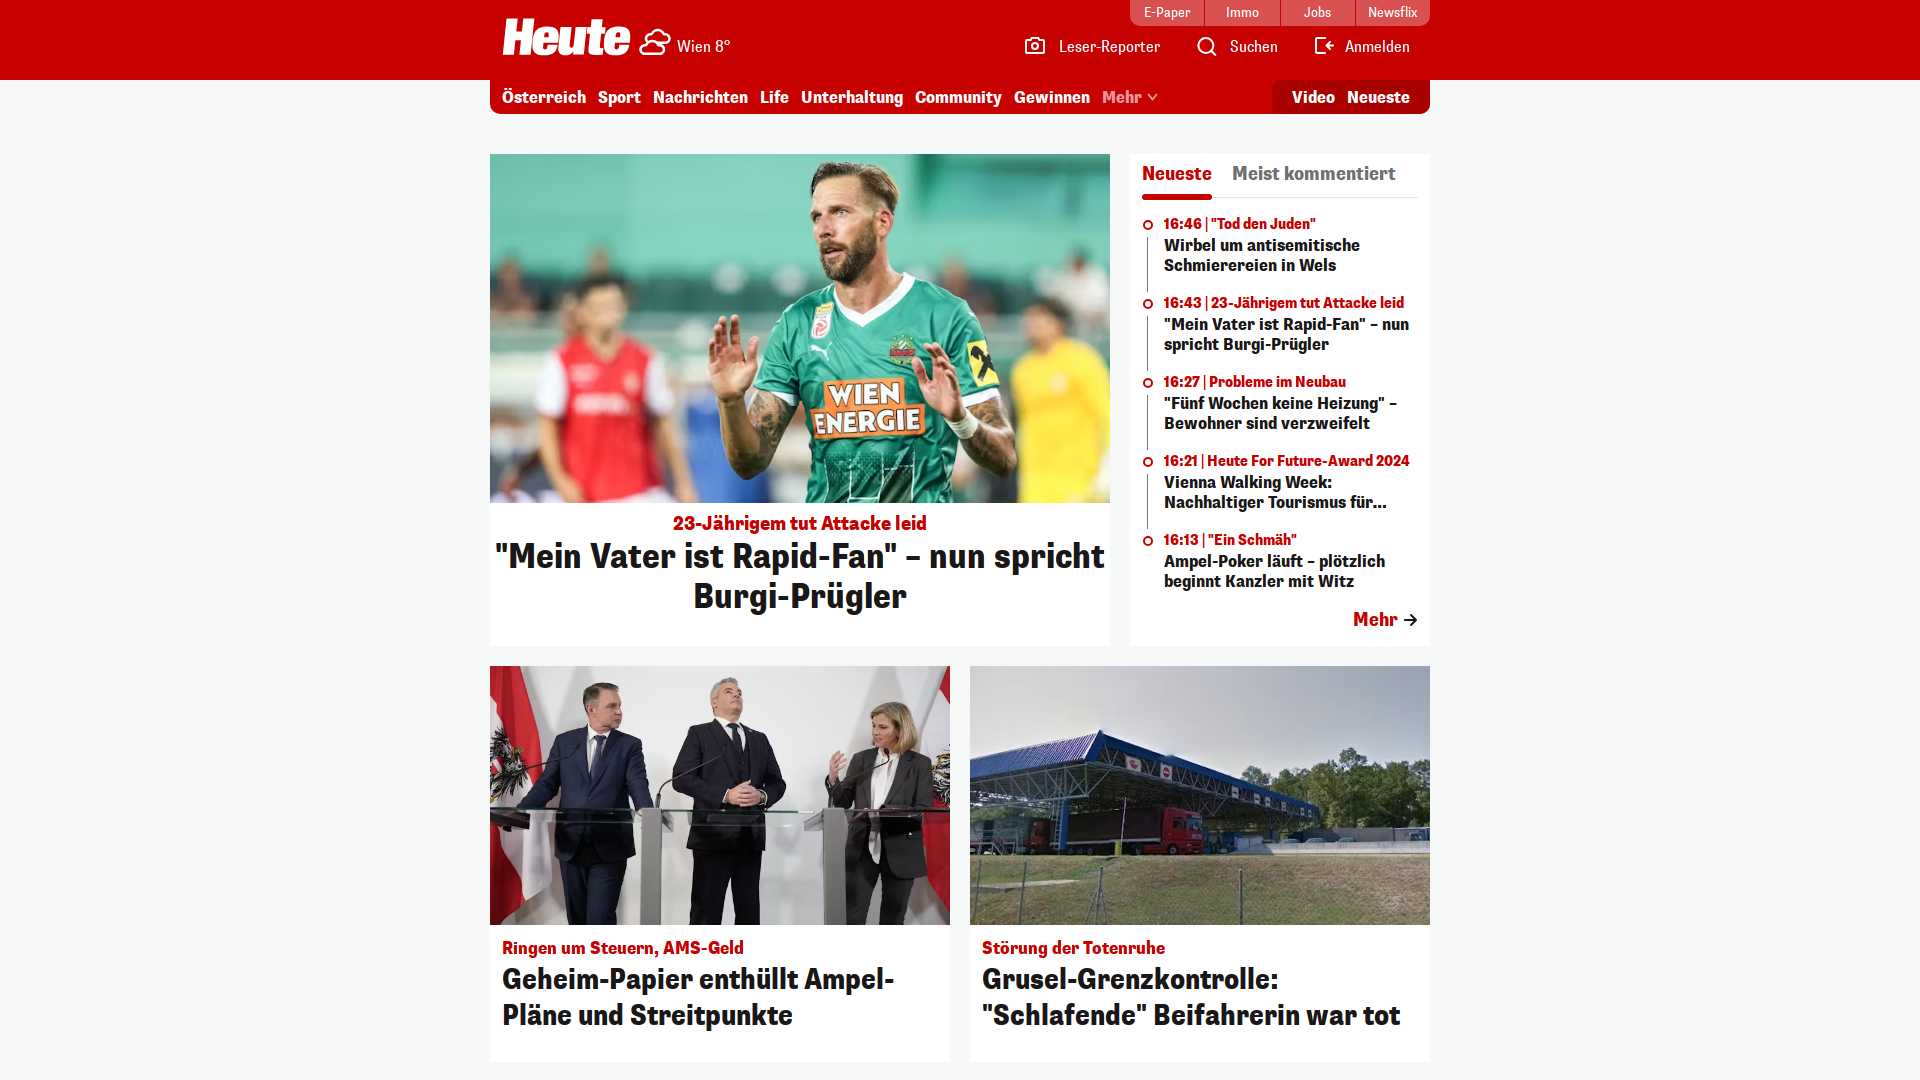 E-Paper
Immo
Jobs
Newsflix
Heute
Wien 8°
Leser-Reporter
Suchen
Anmelden
Österreich
Sport
Nachrichten
Life
Unterhaltung
Community
Gewinnen
Mehr
Video
Neueste
WIEN
ENERGIE
23-Jährigem tut Attacke leid
"Mein Vater ist Rapid-Fan" – nun spricht
Burgi-Prügler
Neueste
Meist kommentiert
16:46 | "Tod den Juden"
Wirbel um antisemitische
Schmierereien in Wels
16:43 | 23-Jährigem tut Attacke leid
"Mein Vater ist Rapid-Fan" – nun
spricht Burgi-Prügler
16:27 | Probleme im Neubau
"Fünf Wochen keine Heizung" –
Bewohner sind verzweifelt
16:21 | Heute For Future-Award 2024
Vienna Walking Week:
Nachhaltiger Tourismus für...
16:13 | "Ein Schmäh"
Ampel-Poker läuft – plötzlich
beginnt Kanzler mit Witz
Mehr
Ringen um Steuern, AMS-Geld
Geheim-Papier enthüllt Ampel-
Pläne und Streitpunkte
Störung der Totenruhe
Grusel-Grenzkontrolle:
"Schlafende" Beifahrerin war tot